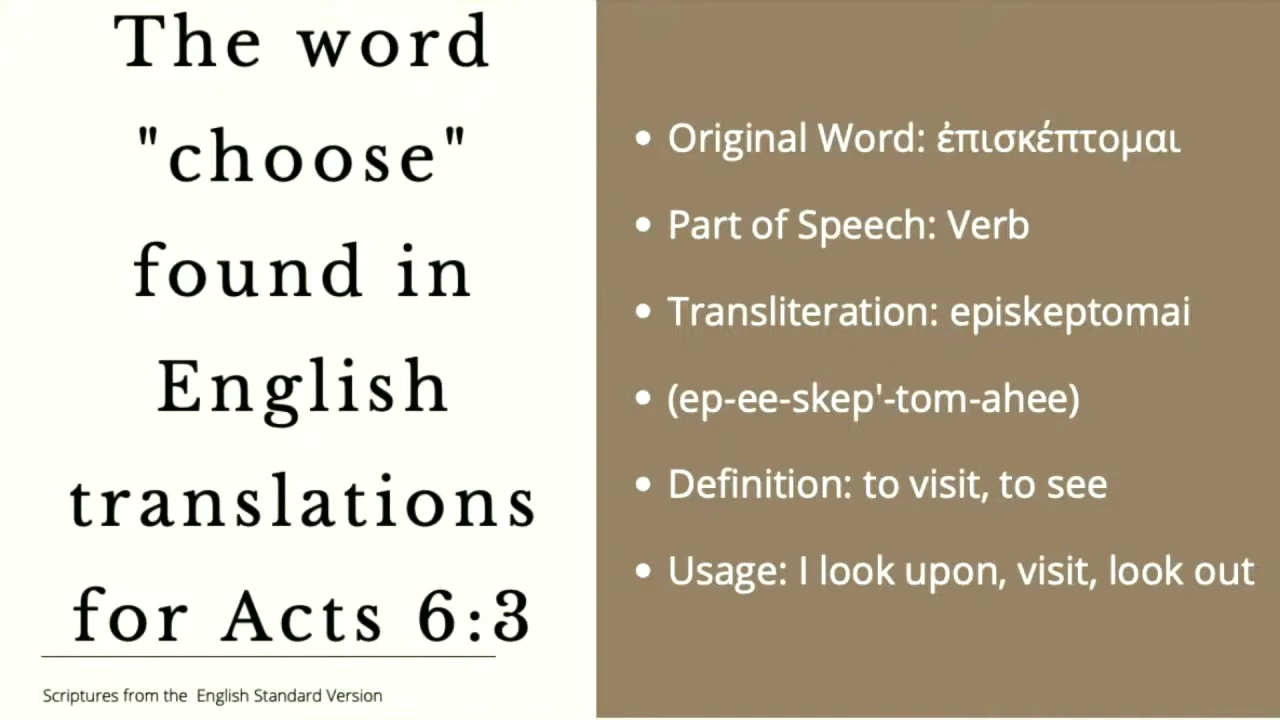 The word
"choose"
found in
English
translations
for Acts 6:3
Scriptures from the English Standard Version
• Original Word: ἐπισκέπτομαι
• Part of Speech: Verb
• Transliteration: episkeptomai
• (ep-ee-skep'-tom-ahee)
• Definition: to visit, to see
• Usage: I look upon, visit, look out